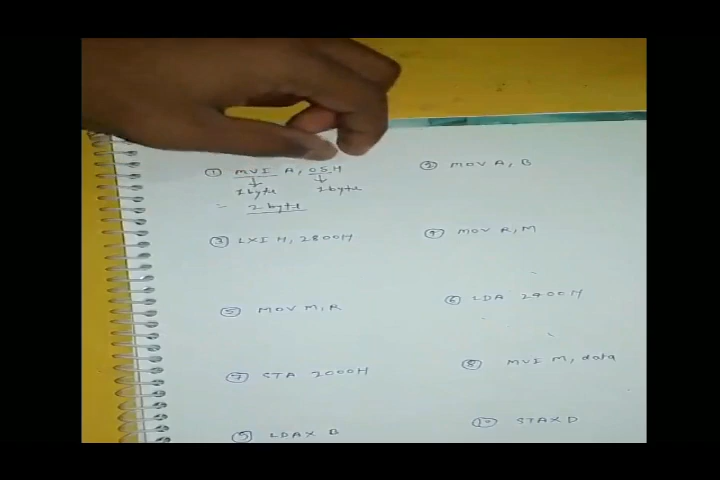 ① MVI A, 05H
② MOV A, B
1 byte 1 byte
= 2 byte
③ LXI H, 2800H
④ MOV R, M
⑤ MOV M, R
⑥ LDA 2400H
⑦ STA 2000H
⑧ MVI M, data
⑨ LDAX B
⑩ STAX D